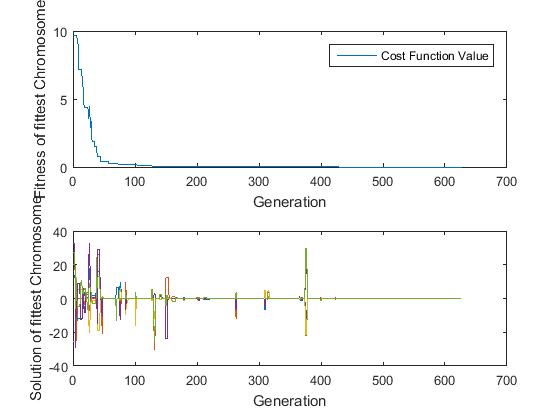 Fitness of fittest Chromosome
10
5
0
Cost Function Value
0 100 200 300 400 500 600 700
Generation
Solution of fittest Chromosome
40
20
0
-20
-40
0 100 200 300 400 500 600 700
Generation